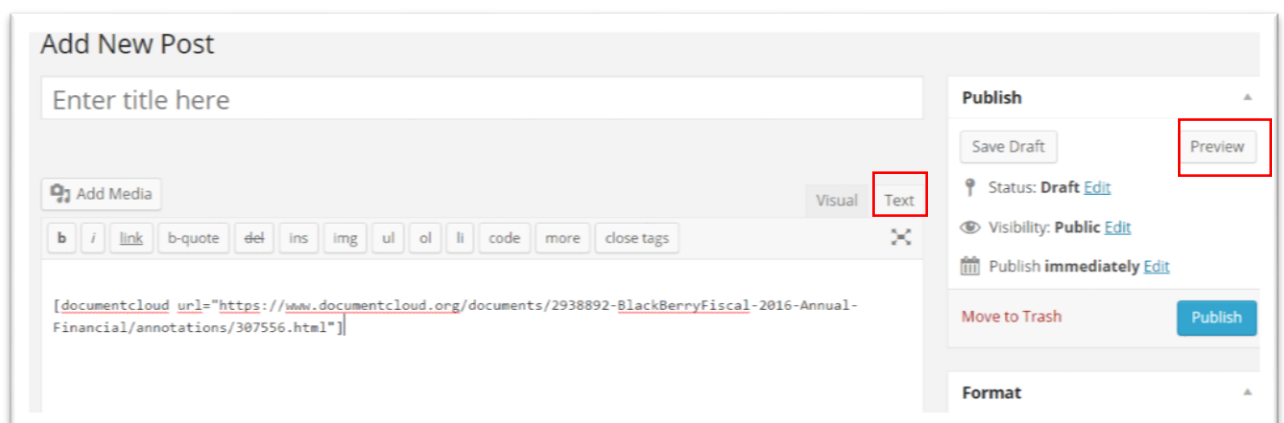 Add New Post
Enter title here
Add Media
Visual Text
b i link b-quote del ins img ul ol li code more close tags
[documentcloud url="https://www.documentcloud.org/documents/2938892-BlackBerryFiscal-2016-Annual-
Financial/annotations/307556.html"]
Publish
Save Draft Preview
Status: Draft Edit
Visibility: Public Edit
Publish immediately Edit
Move to Trash Publish
Format